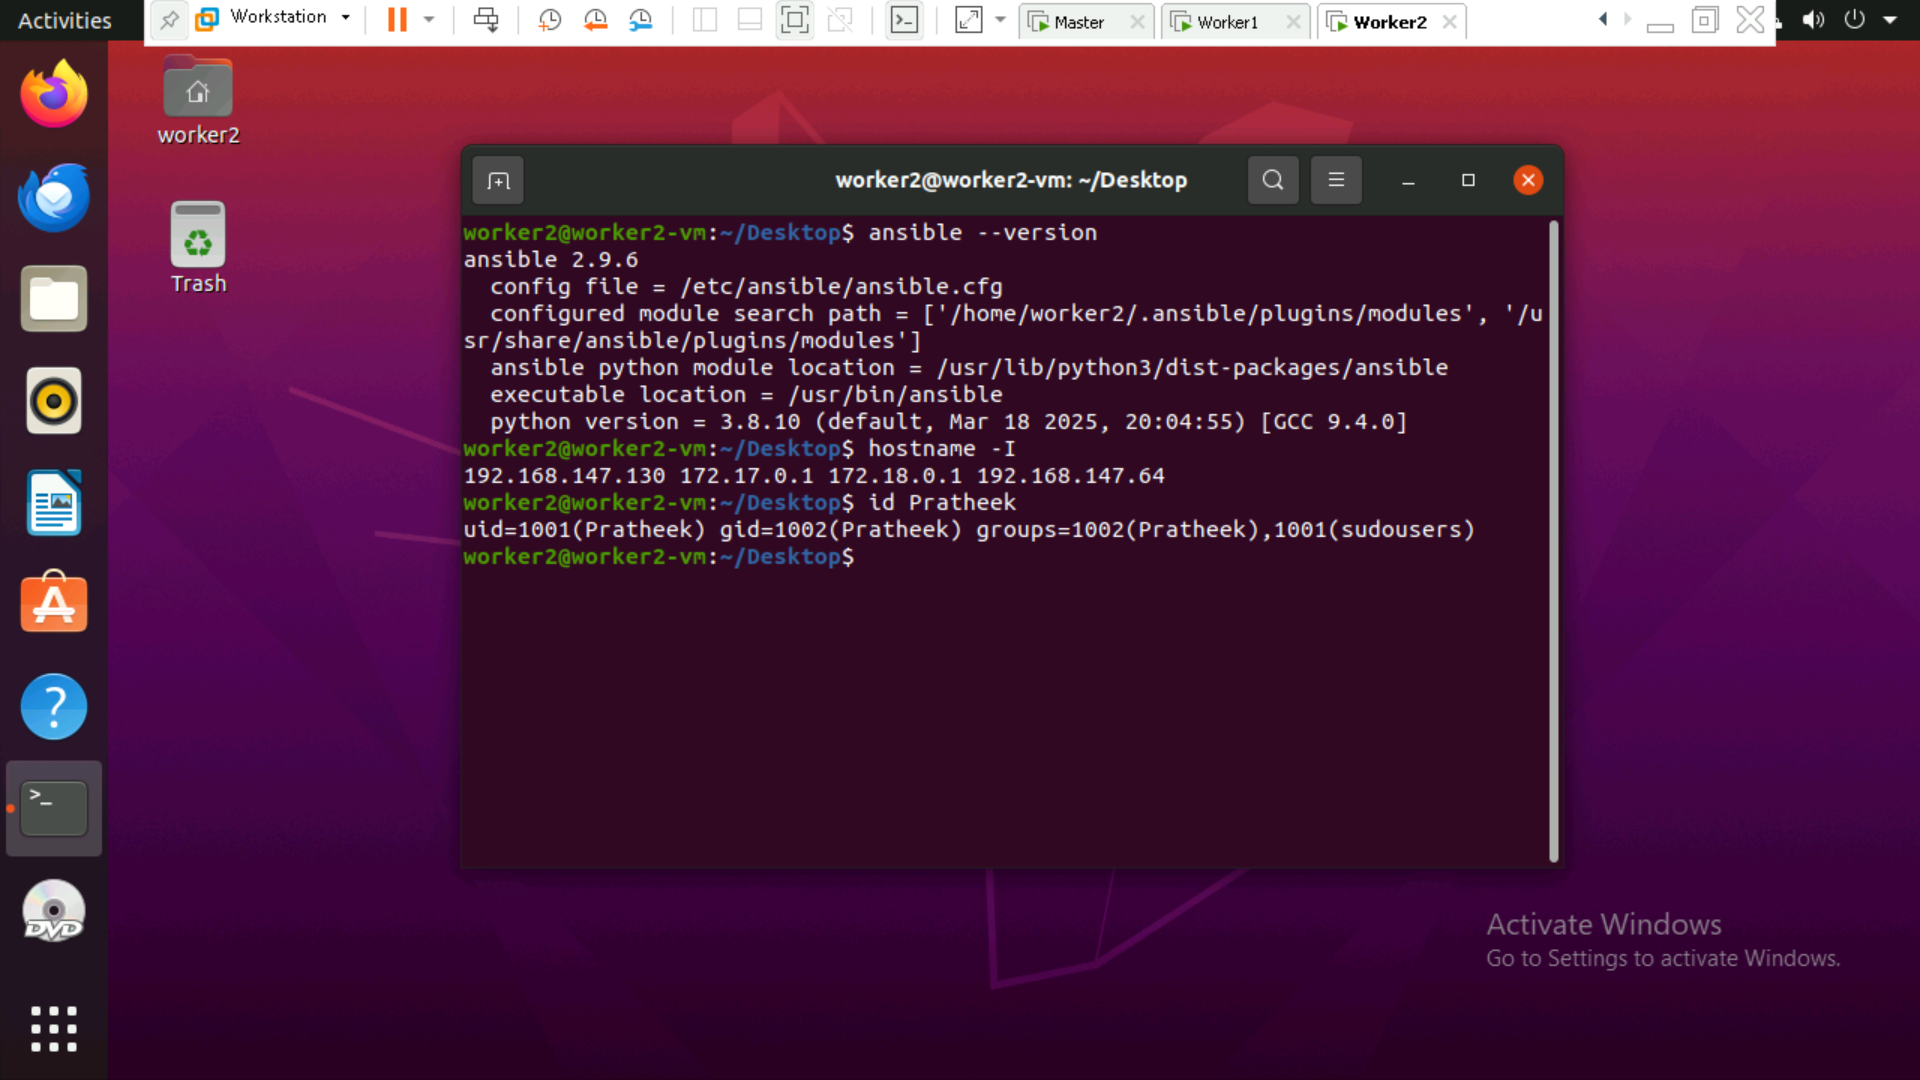 Activities
Workstation
Master
Worker1
Worker2
worker2
Trash
worker2@worker2-vm: ~/Desktop
worker2@worker2-vm:~/Desktop$ ansible --version
ansible 2.9.6
  config file = /etc/ansible/ansible.cfg
  configured module search path = ['/home/worker2/.ansible/plugins/modules', '/u
sr/share/ansible/plugins/modules']
  ansible python module location = /usr/lib/python3/dist-packages/ansible
  executable location = /usr/bin/ansible
  python version = 3.8.10 (default, Mar 18 2025, 20:04:55) [GCC 9.4.0]
worker2@worker2-vm:~/Desktop$ hostname -I
192.168.147.130 172.17.0.1 172.18.0.1 192.168.147.64
worker2@worker2-vm:~/Desktop$ id Pratheek
uid=1001(Pratheek) gid=1002(Pratheek) groups=1002(Pratheek),1001(sudousers)
worker2@worker2-vm:~/Desktop$
DVD
Activate Windows
Go to Settings to activate Windows.